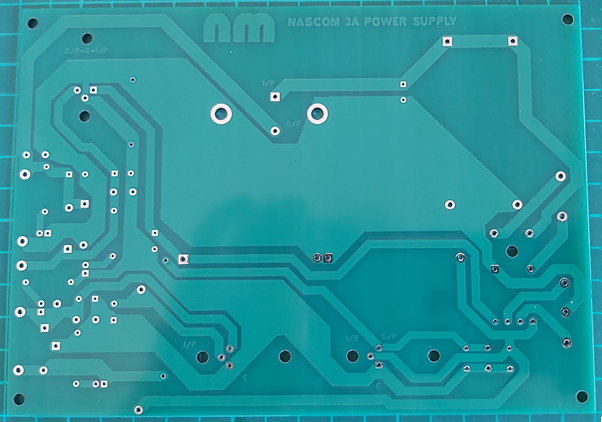 nm NASCOM 3A POWER SUPPLY
O/P-C-I/P
I/P
O/P
I/P
I/R
O/P
C
C